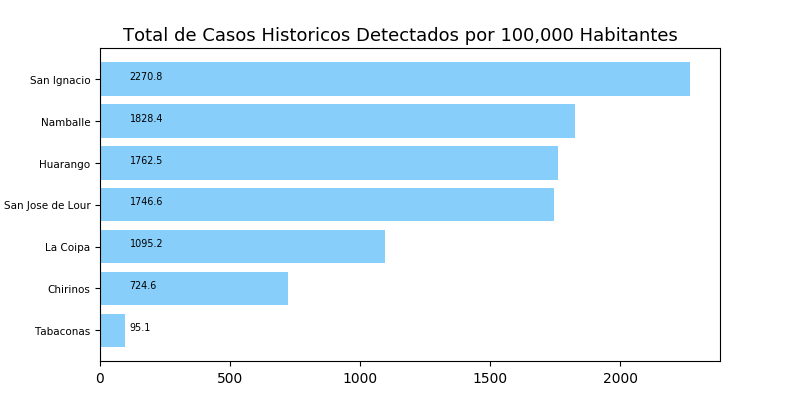 Total de Casos Historicos Detectados por 100,000 Habitantes
San Ignacio 2270.8
Namballe 1828.4
Huarango 1762.5
San Jose de Lour 1746.6
La Coipa 1095.2
Chirinos 724.6
Tabaconas 95.1
0 500 1000 1500 2000